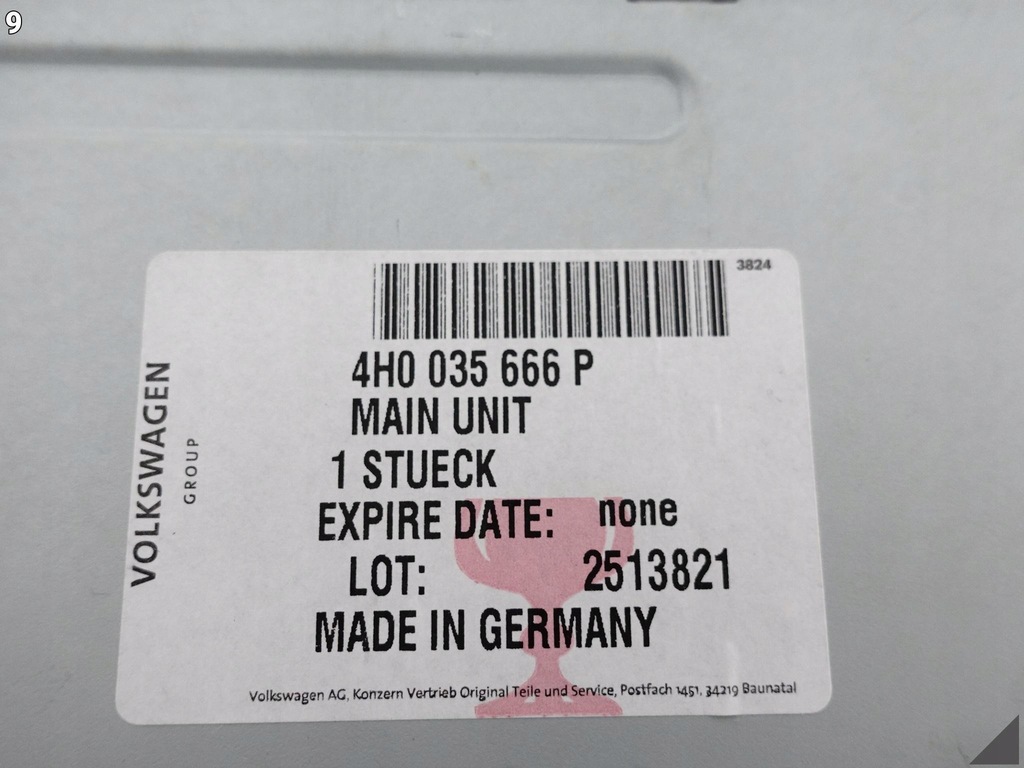 9
3824
4H0 035 666 P
MAIN UNIT
1 STUECK
EXPIRE DATE: none
LOT: 2513821
MADE IN GERMANY
Volkswagen AG, Konzern Vertrieb Original Teile und Service, Postfach 1451, 34219 Baunatal
VOLKSWAGEN
GROUP